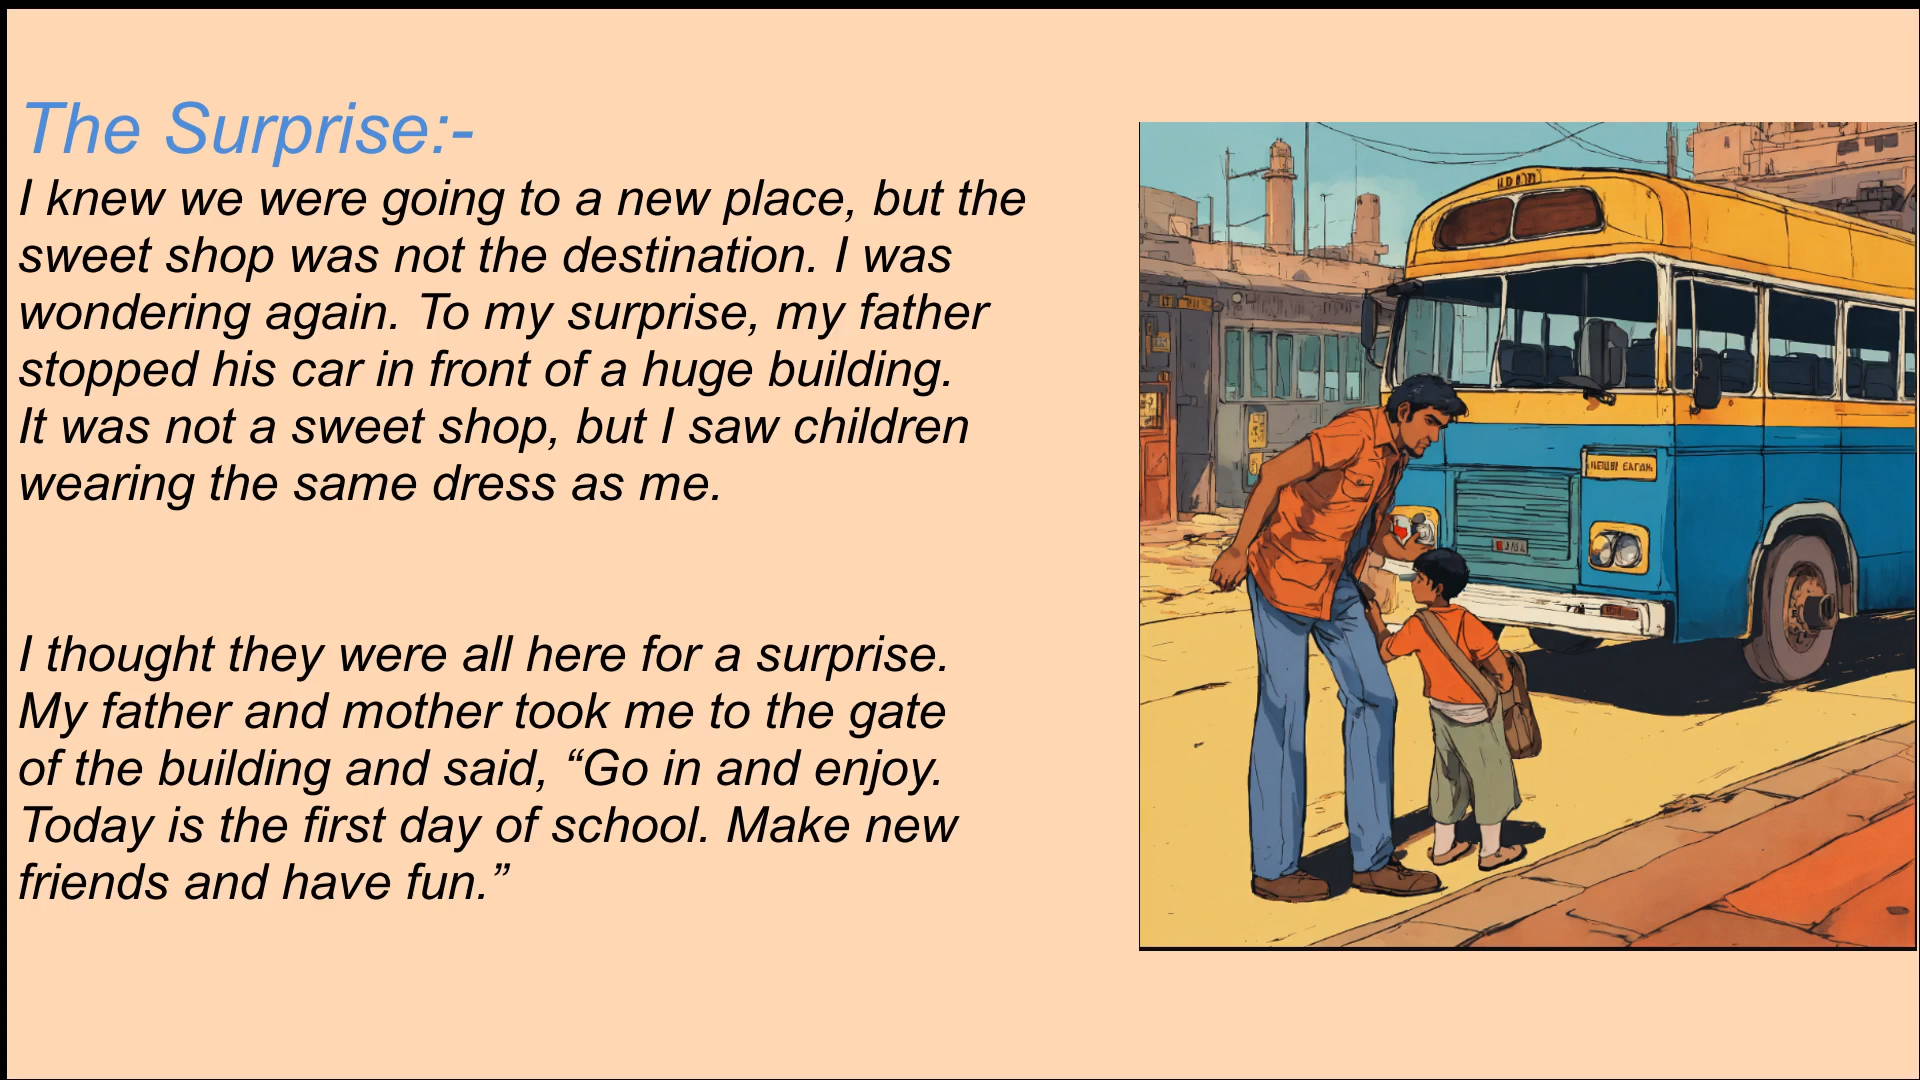 The Surprise:-
I knew we were going to a new place, but the
sweet shop was not the destination. I was
wondering again. To my surprise, my father
stopped his car in front of a huge building.
It was not a sweet shop, but I saw children
wearing the same dress as me.
I thought they were all here for a surprise.
My father and mother took me to the gate
of the building and said, “Go in and enjoy.
Today is the first day of school. Make new
friends and have fun.”